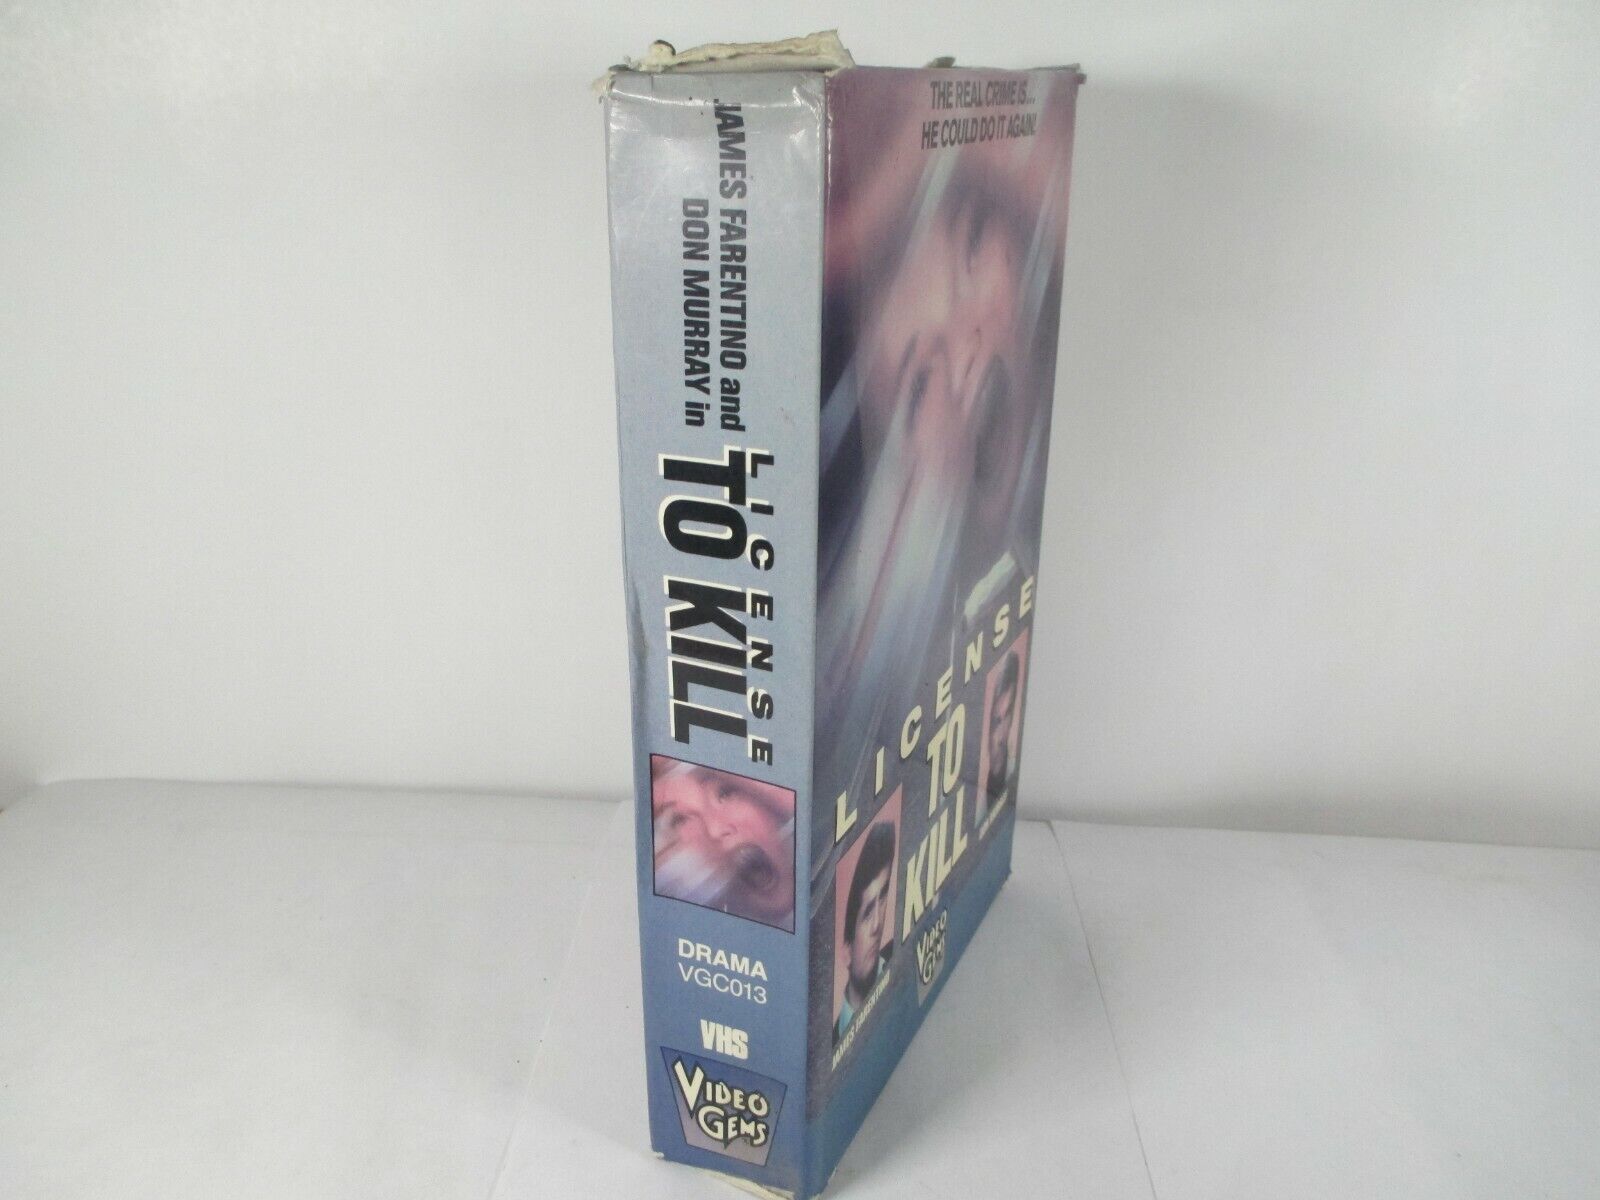 JAMES FARENTINO and
DON MURRAY in
LICENSE
TO KILL
DRAMA
VGC013
VHS
VIDEO
GEMS
THE REAL CRIME IS...
HE COULD DO IT AGAIN!
LICENSE
TO
KILL
JAMES FARENTINO
VIDEO
GEMS